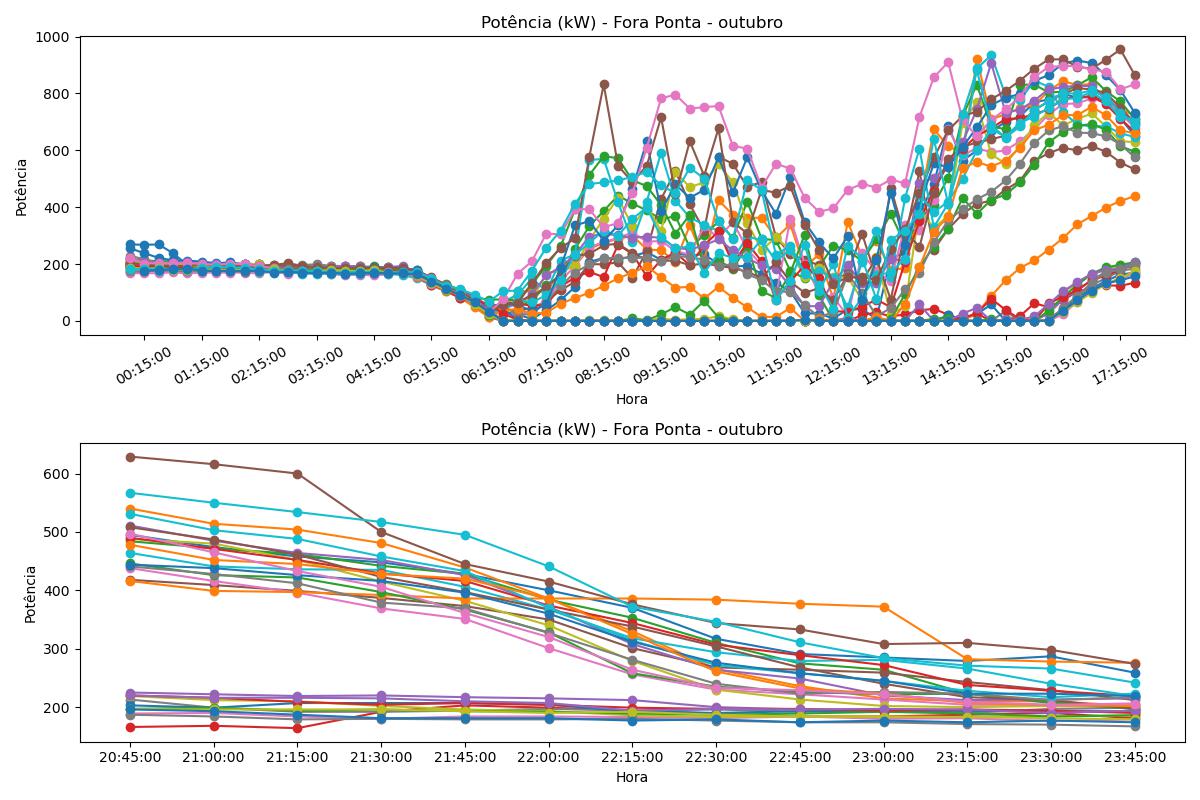 Potência (kW) - Fora Ponta - outubro
1000
800
600
400
200
0
Potência
00:15:00 01:15:00 02:15:00 03:15:00 04:15:00 05:15:00 06:15:00 07:15:00 08:15:00 09:15:00 10:15:00 11:15:00 12:15:00 13:15:00 14:15:00 15:15:00 16:15:00 17:15:00
Hora
Potência (kW) - Fora Ponta - outubro
600
500
400
300
200
Potência
20:45:00 21:00:00 21:15:00 21:30:00 21:45:00 22:00:00 22:15:00 22:30:00 22:45:00 23:00:00 23:15:00 23:30:00 23:45:00
Hora